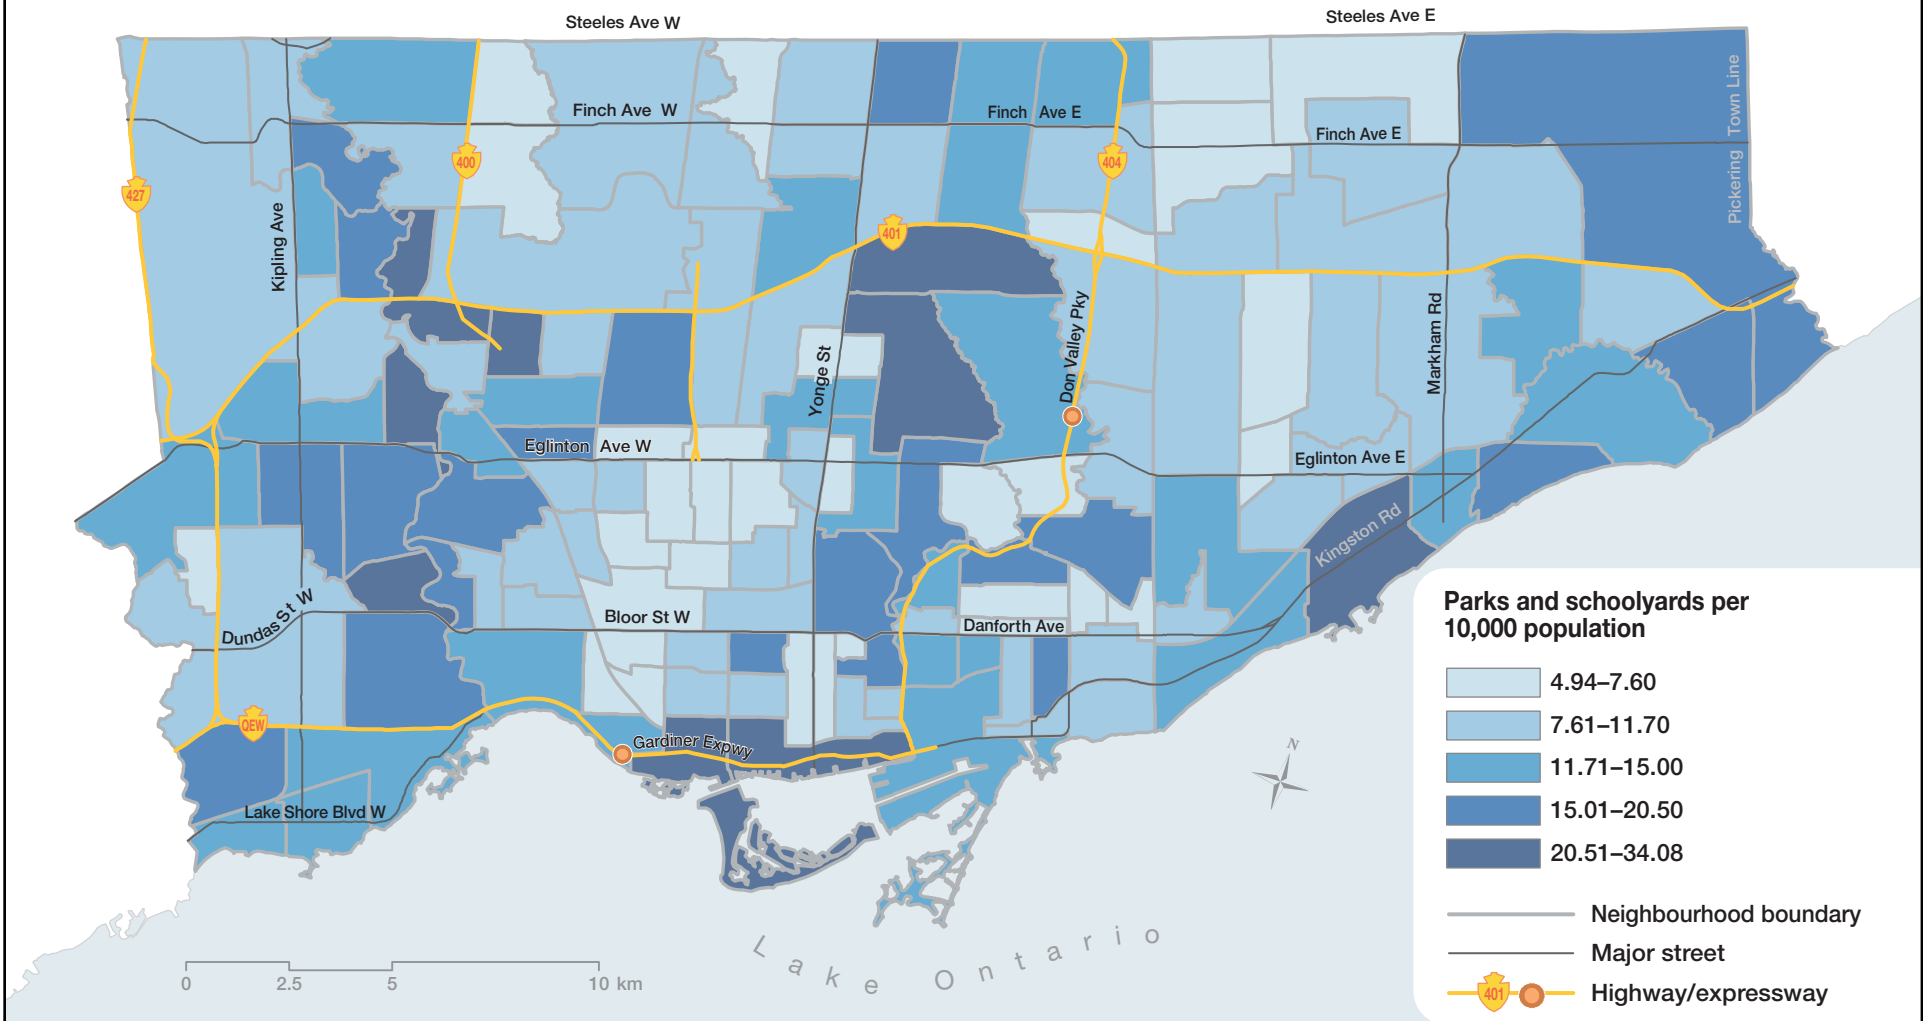 Steeles Ave W
Steeles Ave E
Finch Ave W
Finch Ave E
Finch Ave E
Pickering Town Line
400
404
427
Kipling Ave
401
Don Valley Pky
Markham Rd
Yonge St
Eglinton Ave W
Eglinton Ave E
Kingston Rd
Dundas St W
Bloor St W
Danforth Ave
QEW
Gardiner Expwy
Lake Shore Blvd W
N
Lake Ontario
0 2.5 5 10 km
Parks and schoolyards per
10,000 population
4.94–7.60
7.61–11.70
11.71–15.00
15.01–20.50
20.51–34.08
Neighbourhood boundary
Major street
401 Highway/expressway